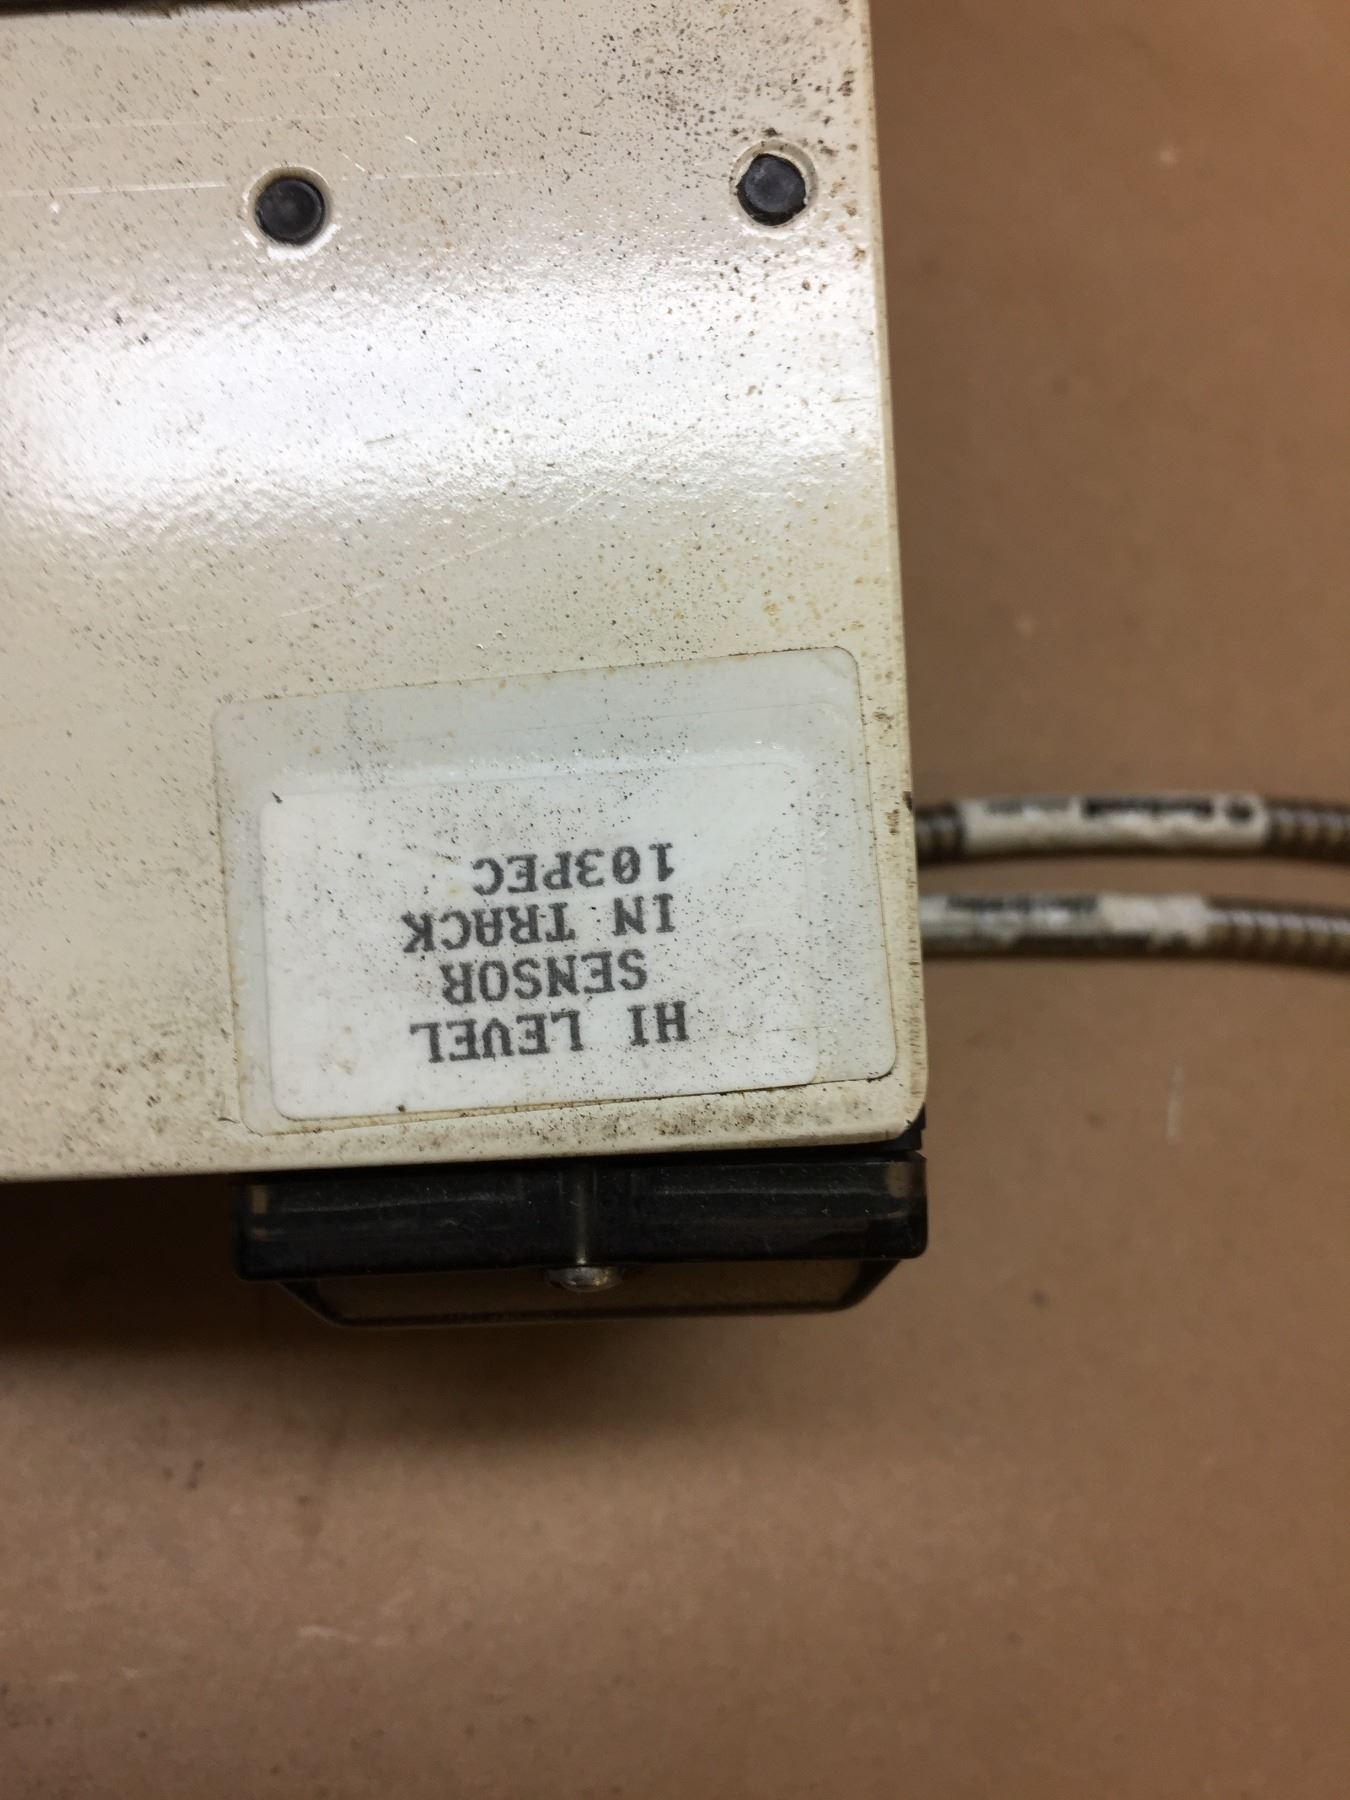 HI LEVEL
SENSOR
IN TRACK
103PEC